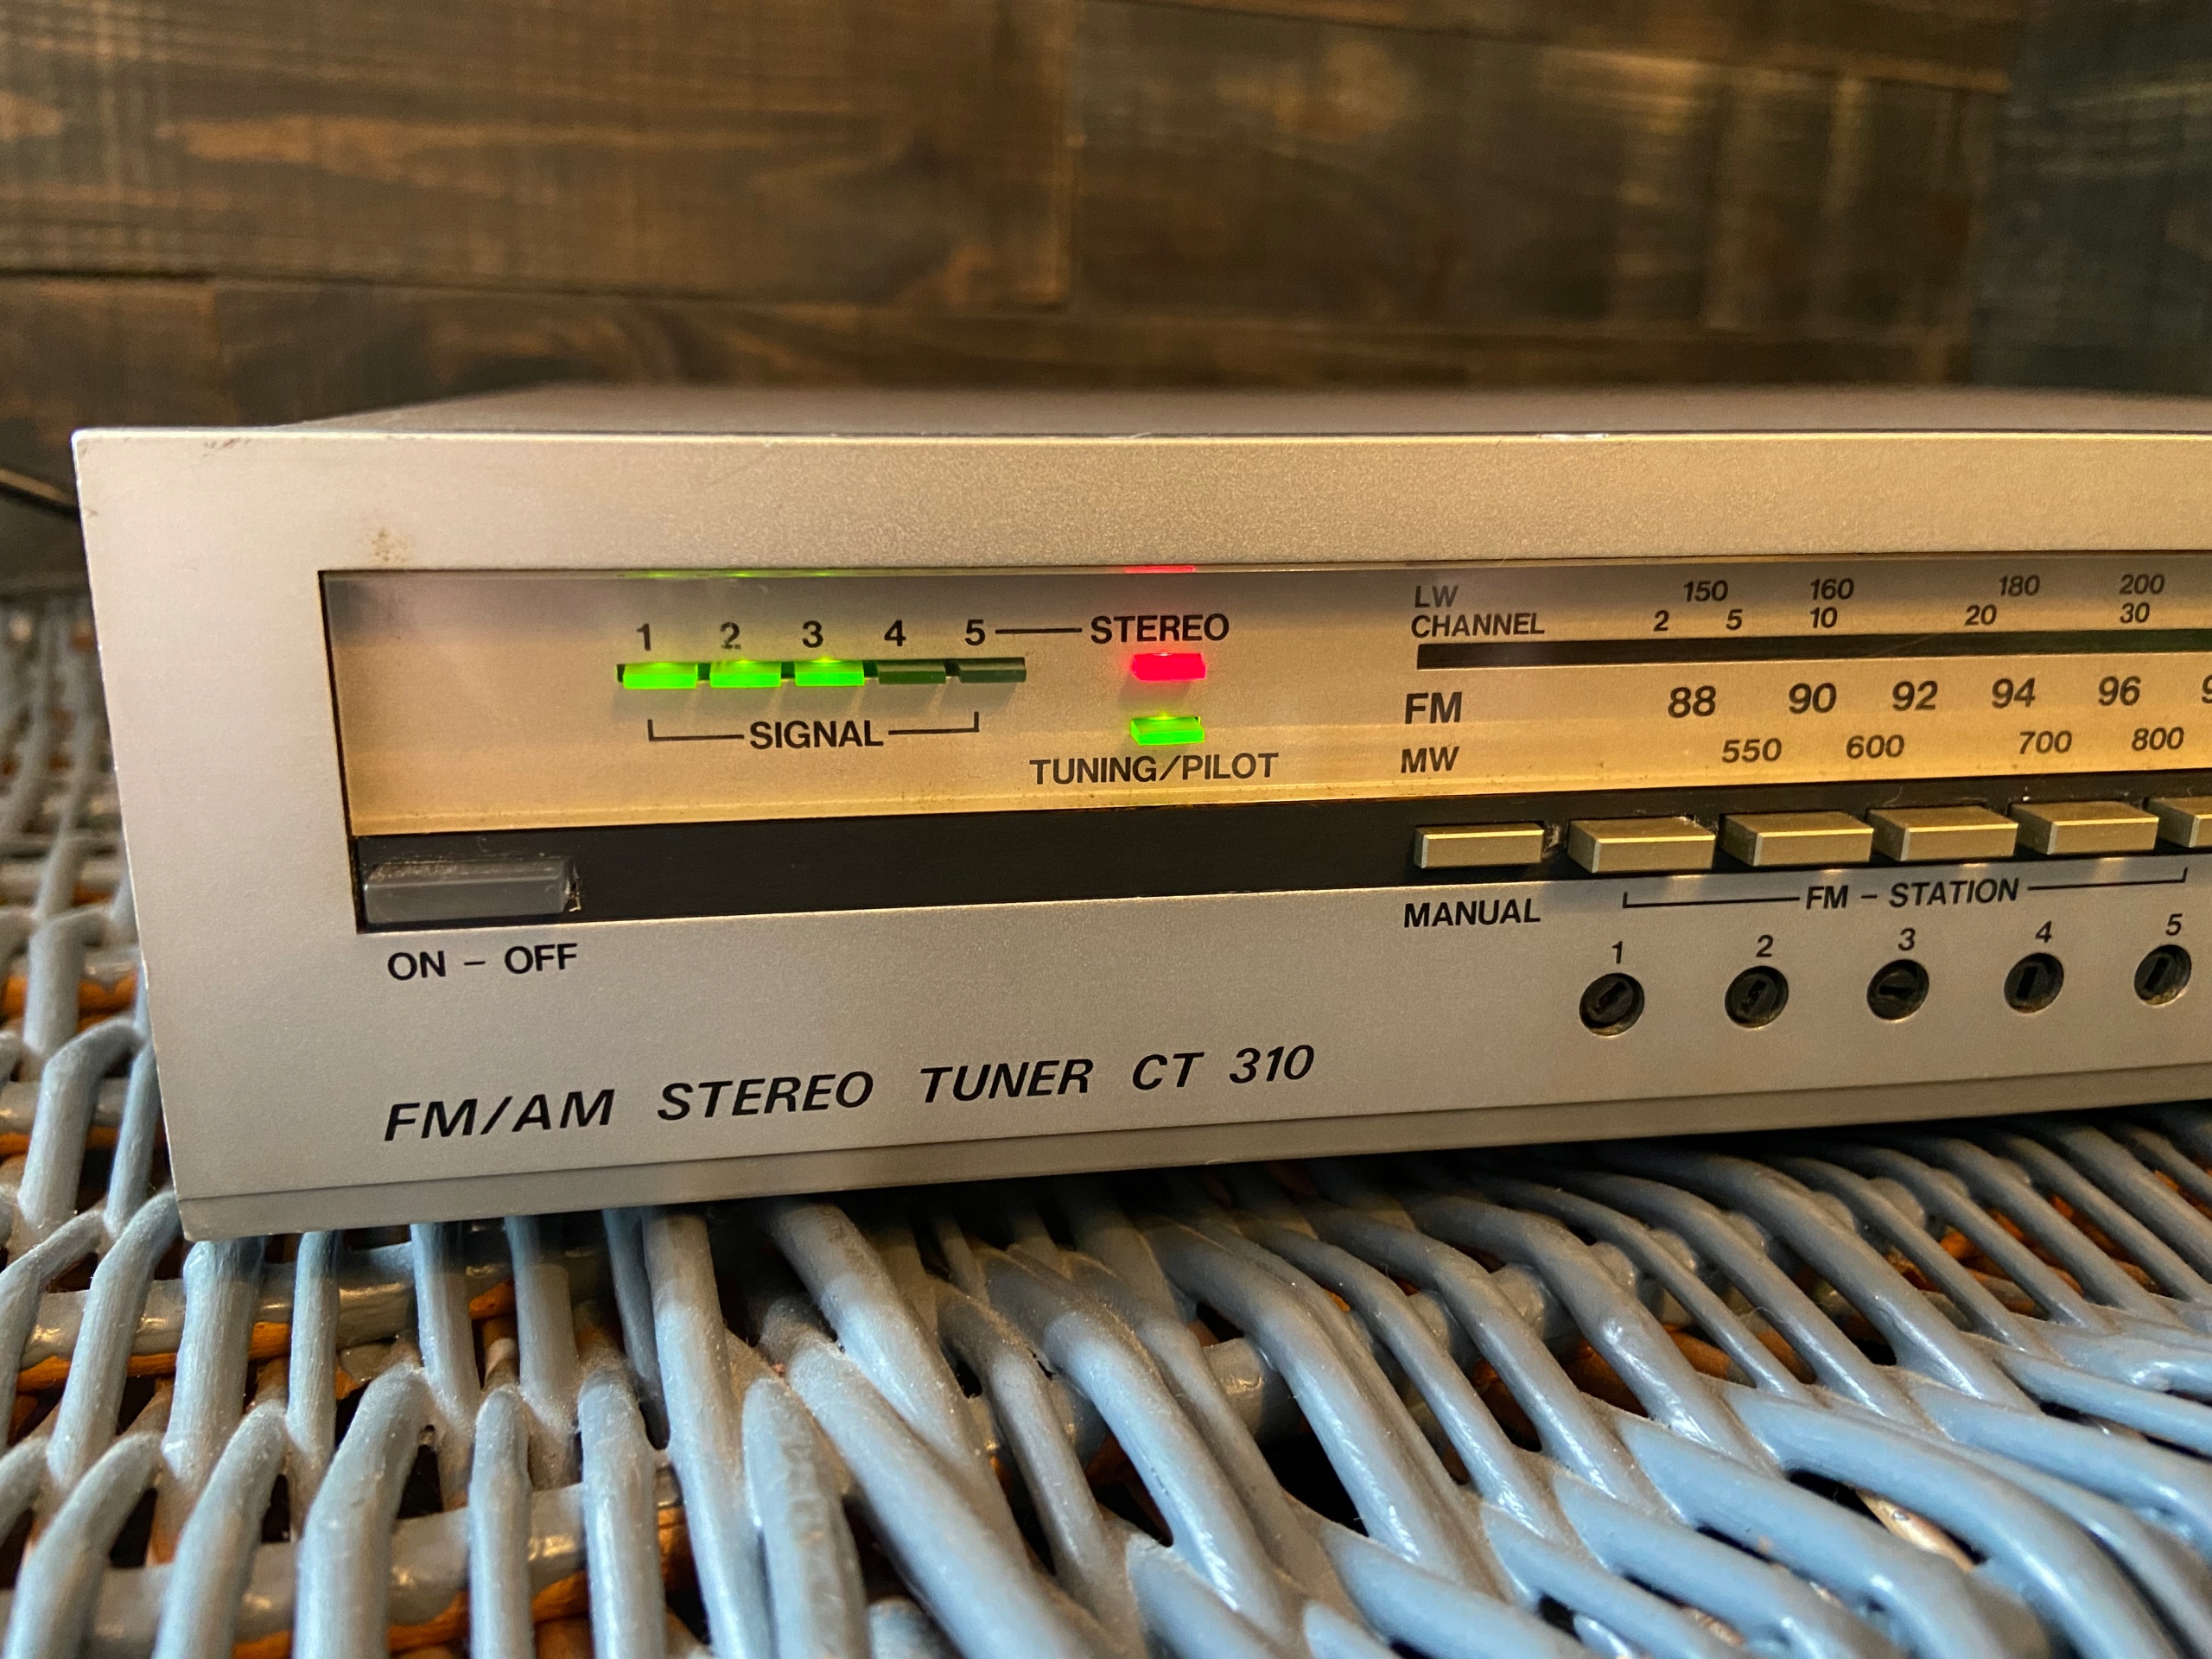 1 2 3 4 5 STEREO
SIGNAL
TUNING/PILOT
LW 150 160 180 200
CHANNEL 2 5 10 20 30
FM 88 90 92 94 96
MW 550 600 700 800
ON - OFF
MANUAL
FM - STATION
1 2 3 4 5
FM/AM STEREO TUNER CT 310